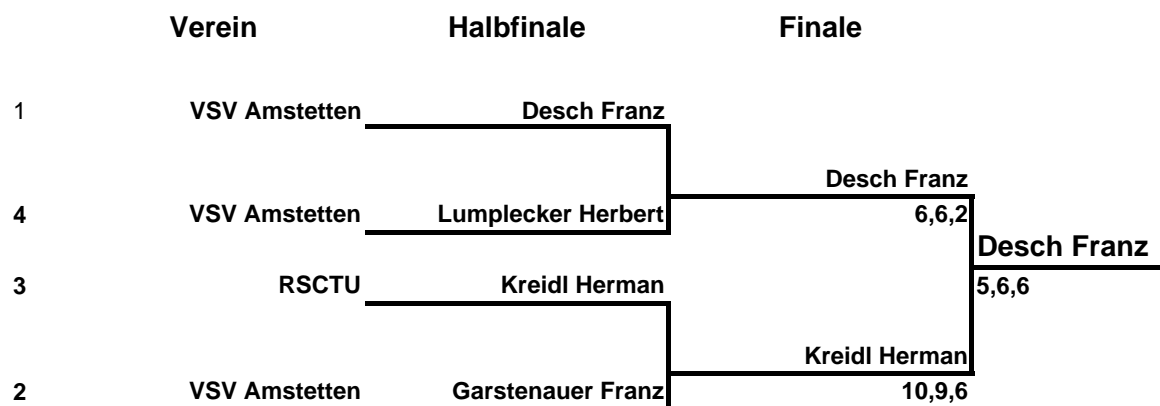 Verein Halbfinale Finale
1 VSV Amstetten Desch Franz
Desch Franz
4 VSV Amstetten Lumplecker Herbert 6,6,2
Desch Franz
3 RSCTU Kreidl Herman 5,6,6
Kreidl Herman
2 VSV Amstetten Garstenauer Franz 10,9,6